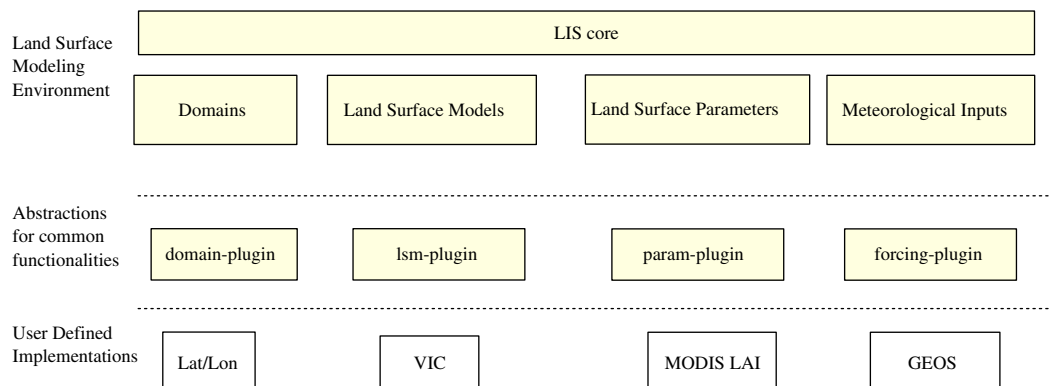 LIS core
Land Surface
Modeling
Environment
Domains
Land Surface Models
Land Surface Parameters
Meteorological Inputs
Abstractions
for common
functionalities
domain-plugin
lsm-plugin
param-plugin
forcing-plugin
User Defined
Implementations
Lat/Lon
VIC
MODIS LAI
GEOS